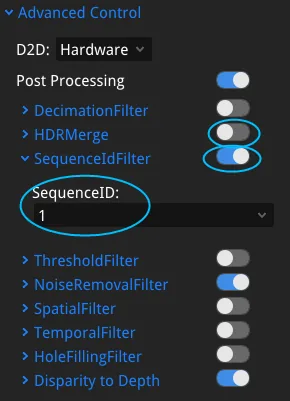 Advanced Control
D2D: Hardware
Post Processing
DecimationFilter
HDRMerge
SequenceIdFilter
SequenceID:
1
ThresholdFilter
NoiseRemovalFilter
SpatialFilter
TemporalFilter
HoleFillingFilter
Disparity to Depth